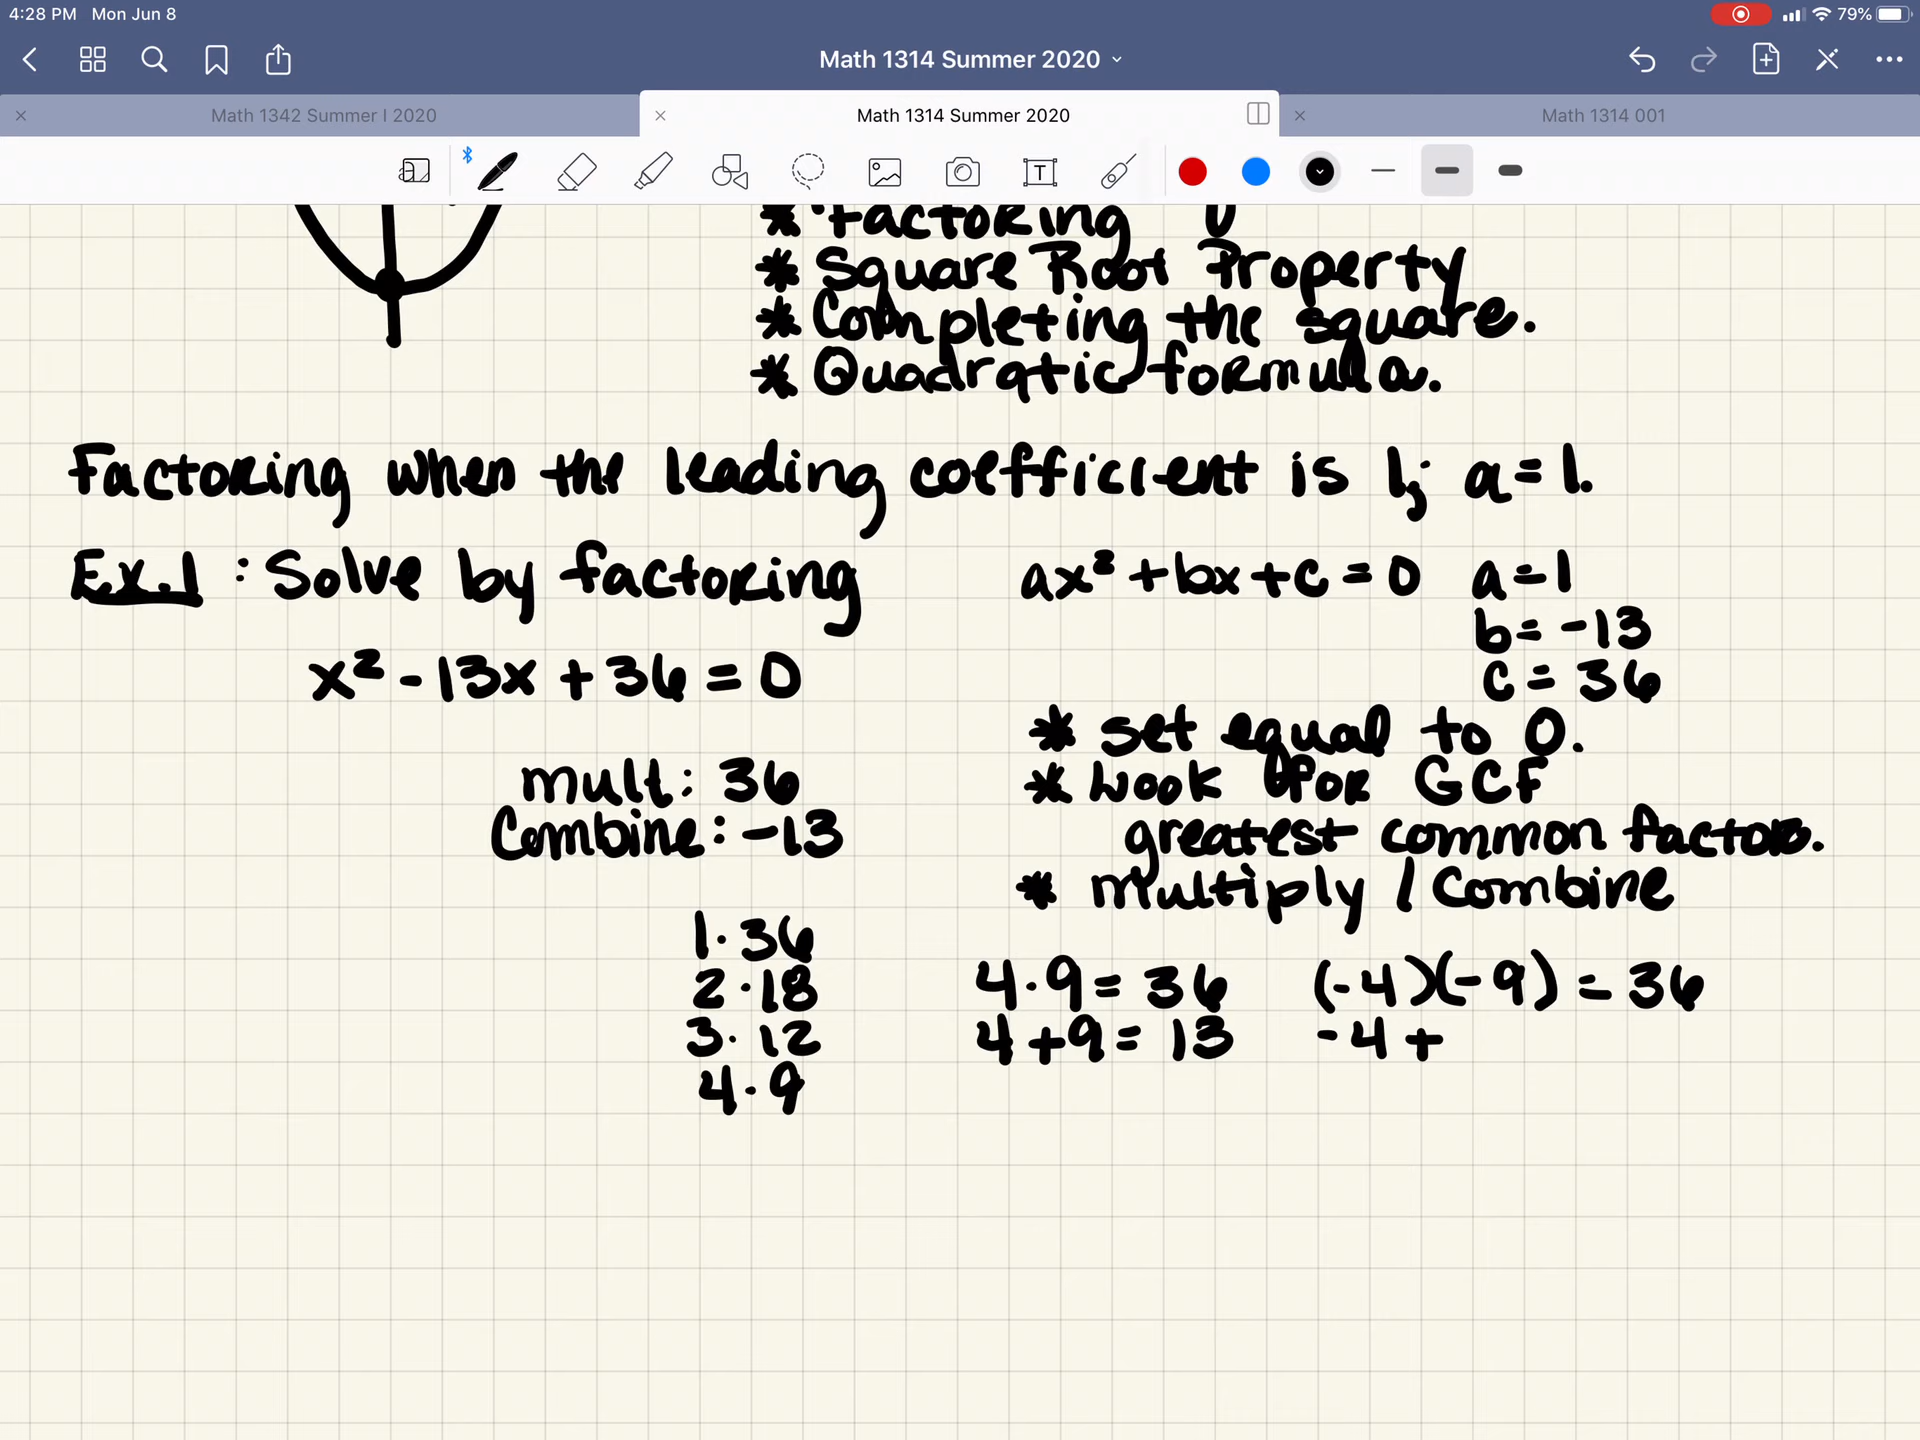 4:28 PM Mon Jun 8
79%
Math 1314 Summer 2020
Math 1342 Summer I 2020
Math 1314 Summer 2020
Math 1314 001
* Factoring
* Square Root Property
* Completing the square.
* Quadratic formula.
Factoring when the leading coefficient is 1; a=1.
Ex.1 : Solve by factoring
ax² + bx + c = 0 a=1
b= -13
x² - 13x + 36 = 0
c = 36
* set equal to 0.
mult: 36
* Look for GCF
Combine: -13
greatest common factor.
* Multiply / Combine
1 · 36
2 · 18
4 · 9 = 36 (-4)(-9) = 36
3 · 12
4 + 9 = 13 -4 +
4 · 9